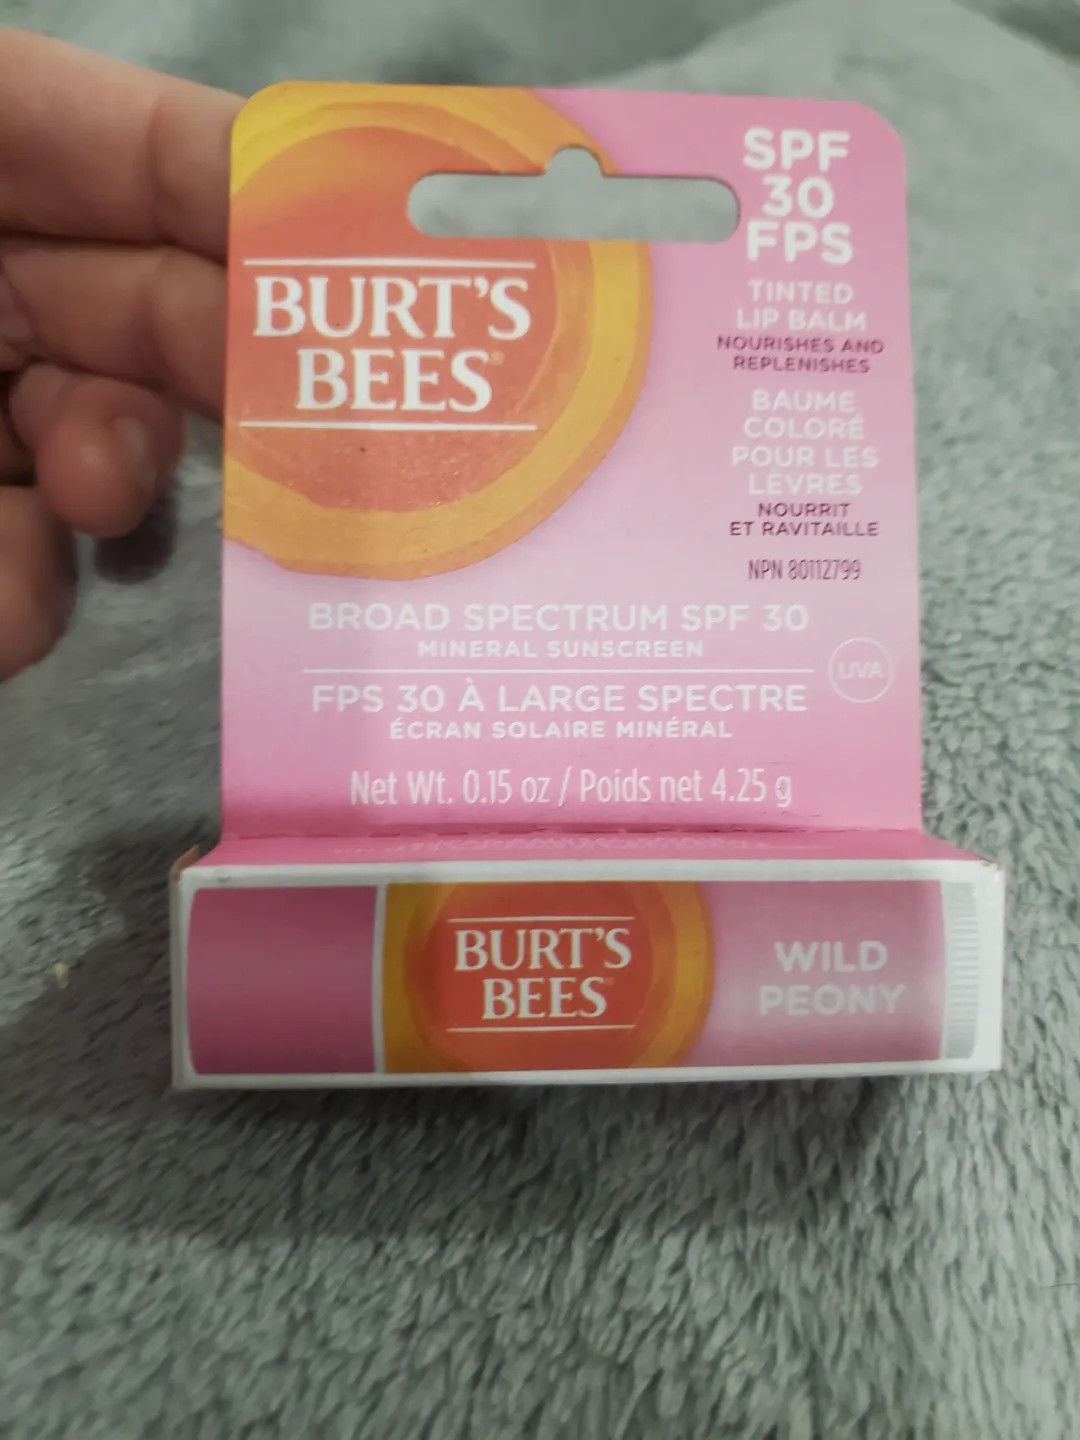 BURT'S
BEES®
SPF
30
FPS
TINTED
LIP BALM
NOURISHES AND
REPLENISHES
BAUME
COLORÉ
POUR LES
LÈVRES
NOURRIT
ET RAVITAILLE
NPN 80112799
BROAD SPECTRUM SPF 30
MINERAL SUNSCREEN
FPS 30 À LARGE SPECTRE
ÉCRAN SOLAIRE MINÉRAL
UVA
Net Wt. 0.15 oz / Poids net 4.25 g
BURT'S
BEES
WILD
PEONY